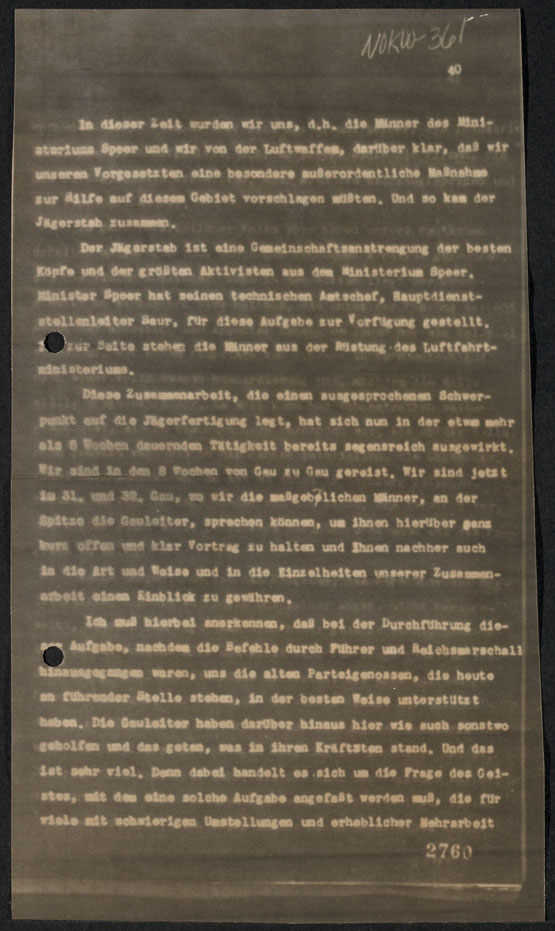 NOKW-365
40
In dieser Zeit wurden wir uns, d.h. die Männer des Mini-
steriums Speer und wir von der Luftwaffen, darüber klar, daß wir
unseren Vorgesetzten eine besondere außerordentliche Maßnahme
zur Hilfe auf diesem Gebiet vorschlagen müßten. Und so kam der
Jägerstab zusammen.
Der Jägerstab ist eine Gemeinschaftsanstrengung der besten
Köpfe und der größten Aktivisten aus dem Ministerium Speer.
Minister Speer hat seinen technischen Amtschef, Hauptdienst-
stellenleiter Saur, für diese Aufgabe zur Verfügung gestellt.
zur Seite stehen die Männer aus der Rüstung des Luftfahrt-
ministeriums.
Diese Zusammenarbeit, die einen ausgesprochenen Schwer-
punkt auf die Jägerfertigung legt, hat sich nun in der etwas mehr
als 8 Wochen dauernden Tätigkeit bereits segensreich ausgewirkt.
Wir sind in den 8 Wochen von Gau zu Gau gereist. Wir sind jetzt
im 31. und 32. Gau, wo wir die maßgeblichen Männer, an der
Spitze die Gauleiter, sprechen können, um ihnen hierüber ganz
kurz offen und klar Vortrag zu halten und Ihnen nachher auch
in die Art und Weise und in die Einzelheiten unserer Zusammen-
arbeit einen Einblick zu gewähren.
Ich muß hierbei anerkennen, daß bei der Durchführung die-
Aufgabe, nachdem die Befehle durch Führer und Reichsmarschall
hinausgegangen waren, uns die alten Parteigenossen, die heute
an führender Stelle stehen, in der besten Weise unterstützt
haben. Die Gauleiter haben darüber hinaus hier wie auch sonstwo
geholfen und das getan, was in ihren Kräftsten stand. Und das
ist sehr viel. Denn dabei handelt es sich um die Frage des Gei-
stes, mit dem eine solche Aufgabe angefaßt werden muß, die für
viele mit schwierigen Umstellungen und erheblicher Mehrarbeit
2760